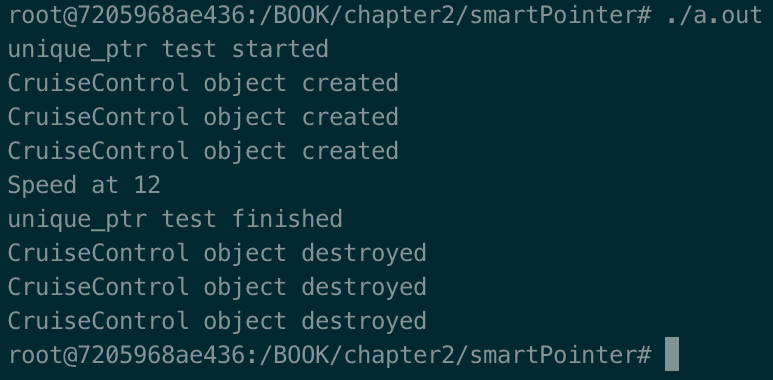 root@7205968ae436:/BOOK/chapter2/smartPointer# ./a.out
unique_ptr test started
CruiseControl object created
CruiseControl object created
CruiseControl object created
Speed at 12
unique_ptr test finished
CruiseControl object destroyed
CruiseControl object destroyed
CruiseControl object destroyed
root@7205968ae436:/BOOK/chapter2/smartPointer#